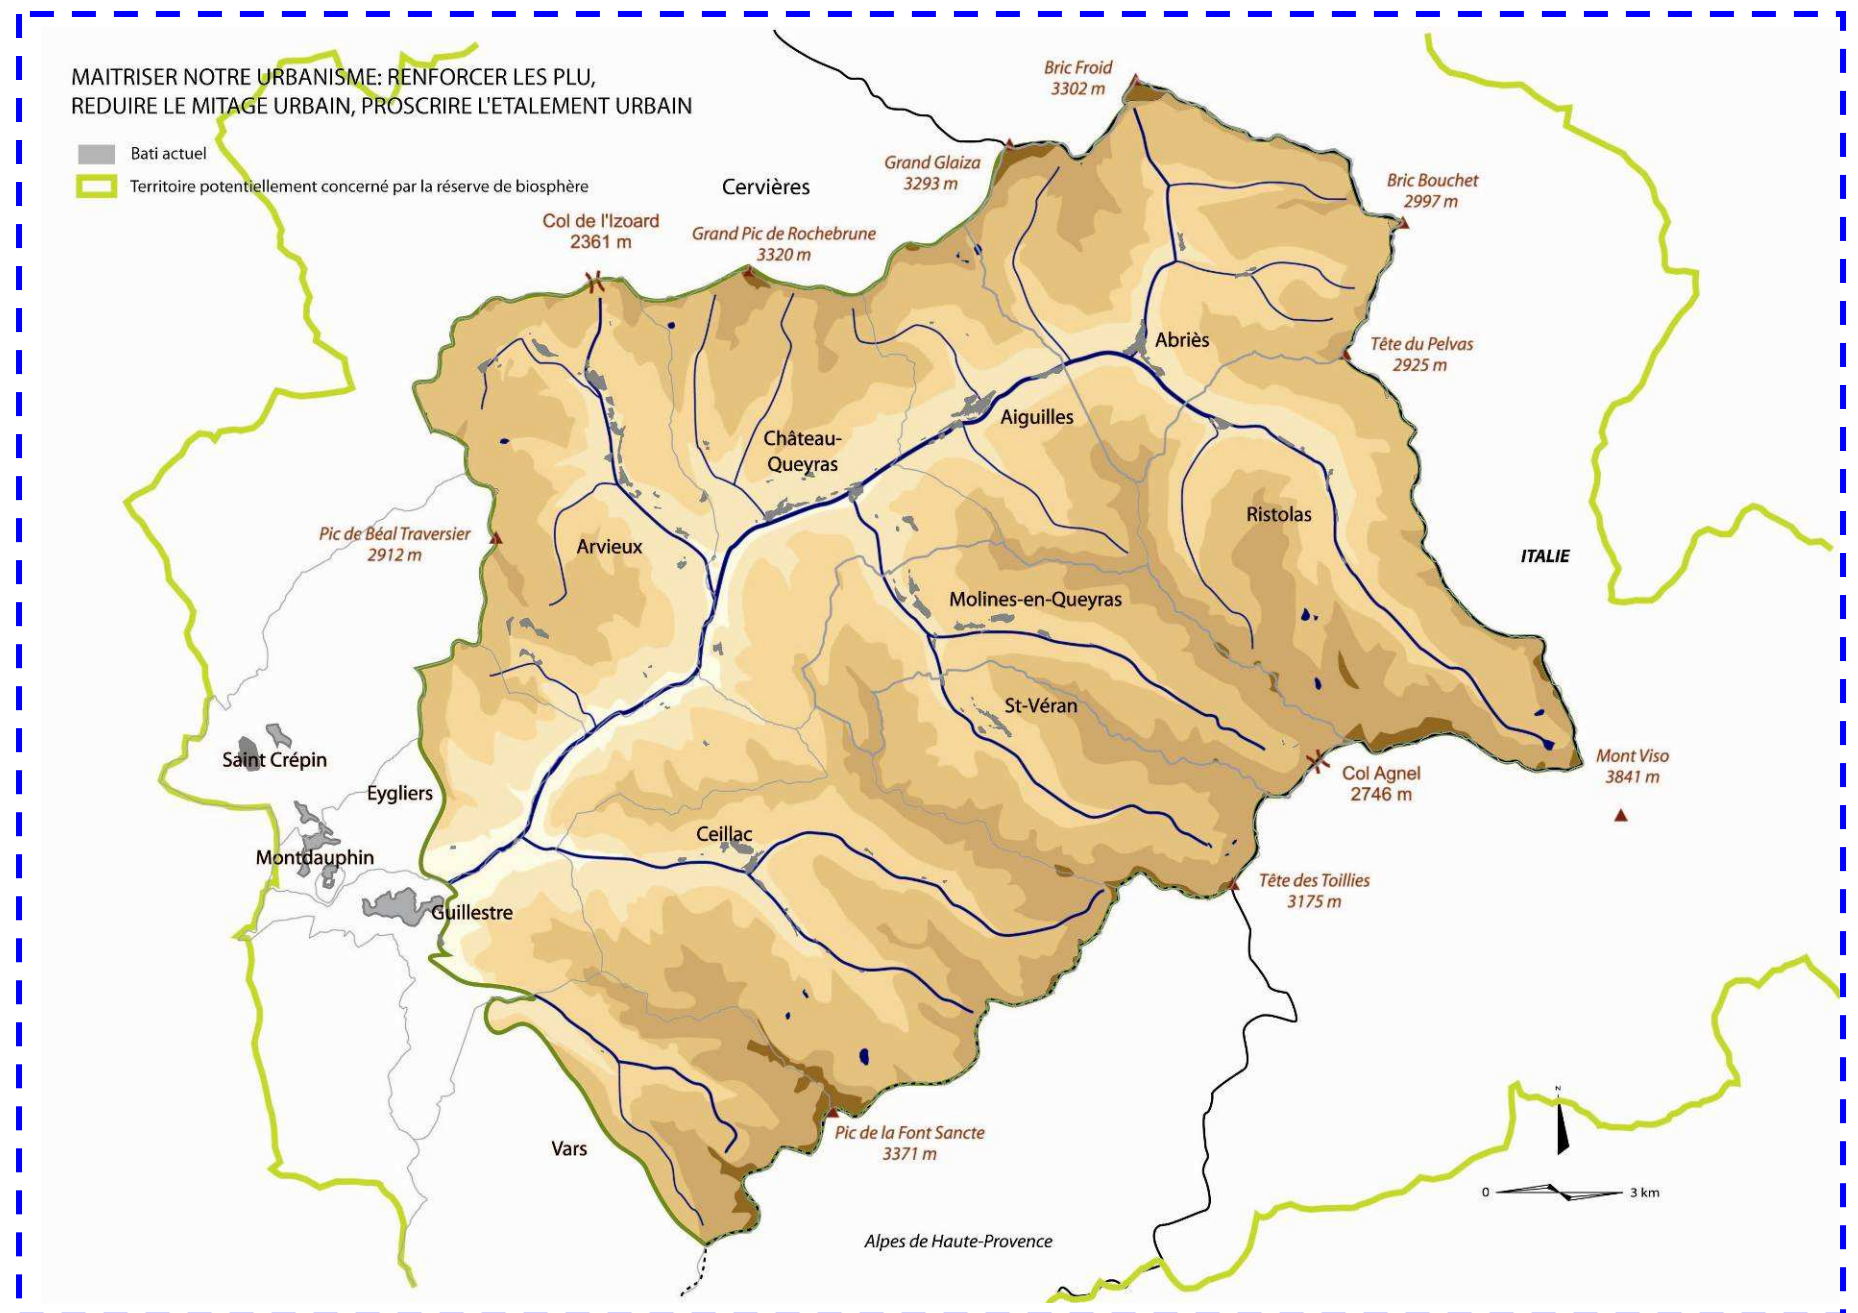 MAITRISER NOTRE URBANISME: RENFORCER LES PLU,
REDUIRE LE MITAGE URBAIN, PROSCRIRE L'ETALEMENT URBAIN
Bati actuel
Territoire potentiellement concerné par la réserve de biosphère
Bric Froid
3302 m
Grand Glaiza
3293 m
Cervières
Bric Bouchet
2997 m
Col de l'Izoard
2361 m
Grand Pic de Rochebrune
3320 m
Abriès
Tête du Pelvas
2925 m
Aiguilles
Château-
Queyras
Ristolas
Pic de Béal Traversier
2912 m
Arvieux
ITALIE
Molines-en-Queyras
St-Véran
Saint Crépin
Mont Viso
3841 m
Col Agnel
2746 m
Eygliers
Ceillac
Montdauphin
Tête des Toillies
3175 m
Guillestre
N
Pic de la Font Sancte
3371 m
Vars
0
3 km
Alpes de Haute-Provence